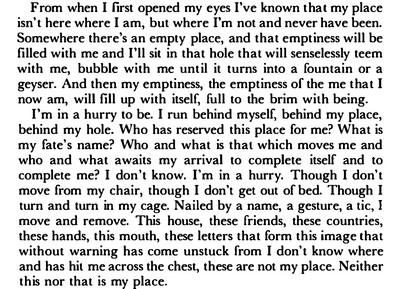 From when I first opened my eyes I've known that my place
isn't here where I am, but where I'm not and never have been.
Somewhere there's an empty place, and that emptiness will be
filled with me and I'll sit in that hole that will senselessly teem
with me, bubble with me until it turns into a fountain or a
geyser. And then my emptiness, the emptiness of the me that I
now am, will fill up with itself, full to the brim with being.
I'm in a hurry to be. I run behind myself, behind my place,
behind my hole. Who has reserved this place for me? What is
my fate's name? Who and what is that which moves me and
who and what awaits my arrival to complete itself and to
complete me? I don't know. I'm in a hurry. Though I don't
move from my chair, though I don't get out of bed. Though I
turn and turn in my cage. Nailed by a name, a gesture, a tic, I
move and remove. This house, these friends, these countries,
these hands, this mouth, these letters that form this image that
without warning has come unstuck from I don't know where
and has hit me across the chest, these are not my place. Neither
this nor that is my place.